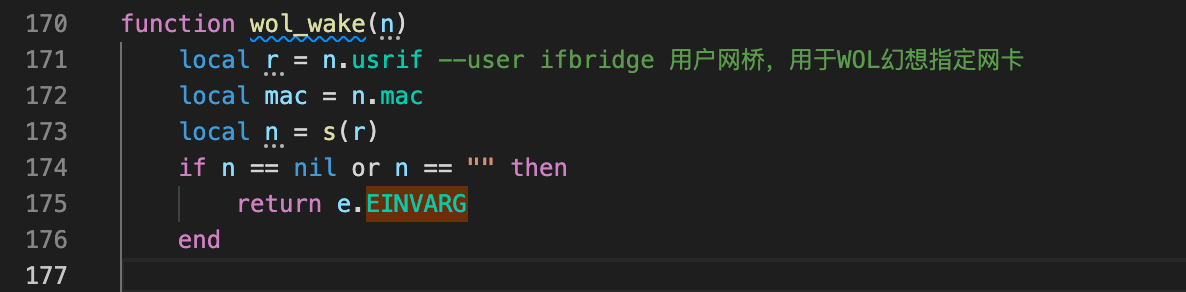 170 function wol_wake(n)
171 local r = n.usrif --user ifbridge 用户网桥，用于WOL幻想指定网卡
172 local mac = n.mac
173 local n = s(r)
174 if n == nil or n == "" then
175 return e.EINVARG
176 end
177